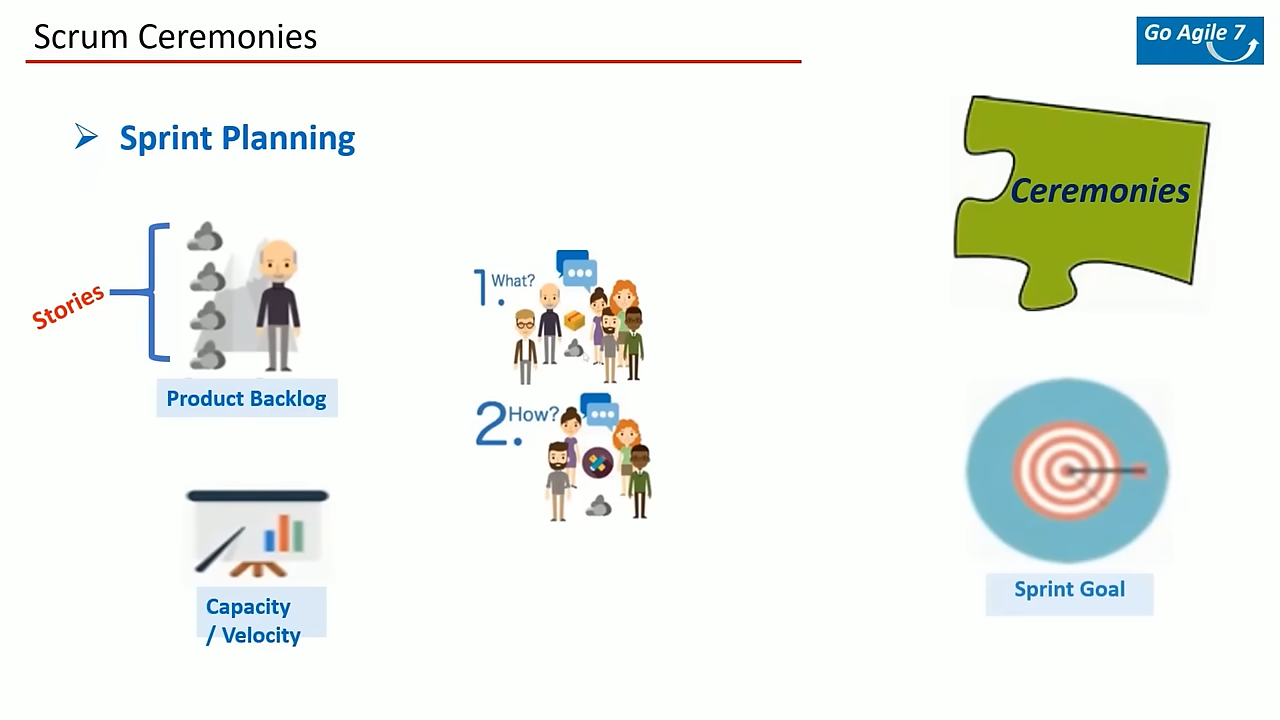 Scrum Ceremonies
Go Agile 7
➢ Sprint Planning
Ceremonies
Stories
Product Backlog
1. What?
2. How?
Capacity
/ Velocity
Sprint Goal